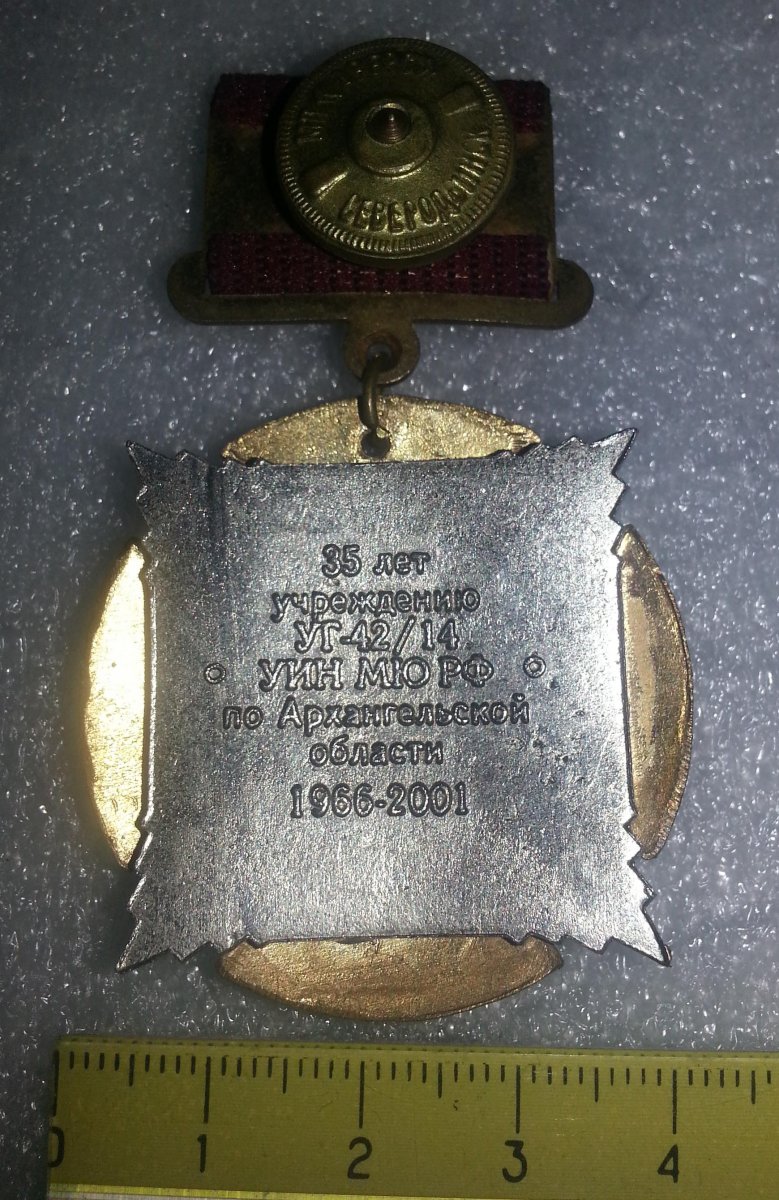 СЕВЕРОДВИНСК
35 лет
учреждению
УГ-42/14
УИН МЮ РФ
по Архангельской
области
1966-2001
0 1 2 3 4